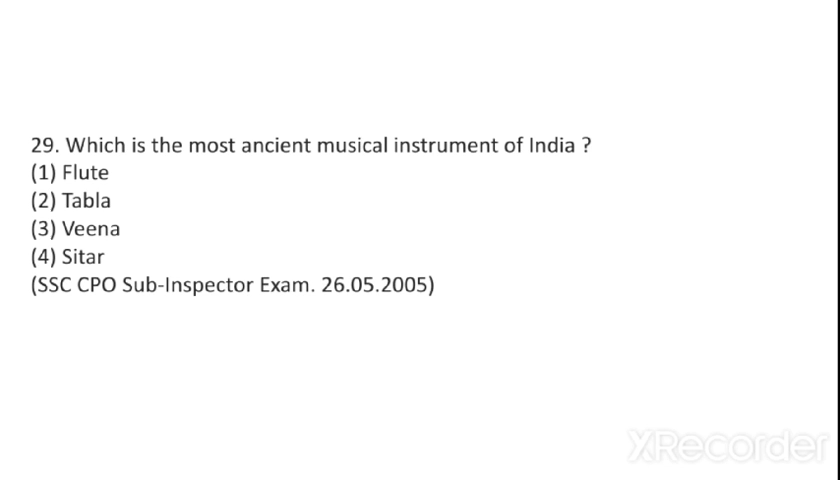 29. Which is the most ancient musical instrument of India ?
(1) Flute
(2) Tabla
(3) Veena
(4) Sitar
(SSC CPO Sub-Inspector Exam. 26.05.2005)
XRecorder